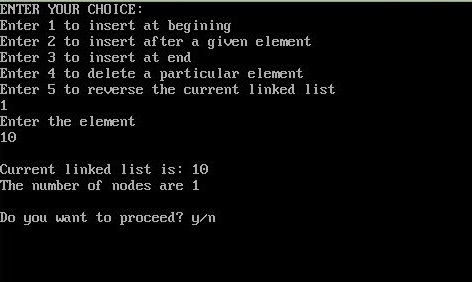 ENTER YOUR CHOICE:
Enter 1 to insert at begining
Enter 2 to insert after a given element
Enter 3 to insert at end
Enter 4 to delete a particular element
Enter 5 to reverse the current linked list
1
Enter the element
10
Current linked list is: 10
The number of nodes are 1
Do you want to proceed? y/n